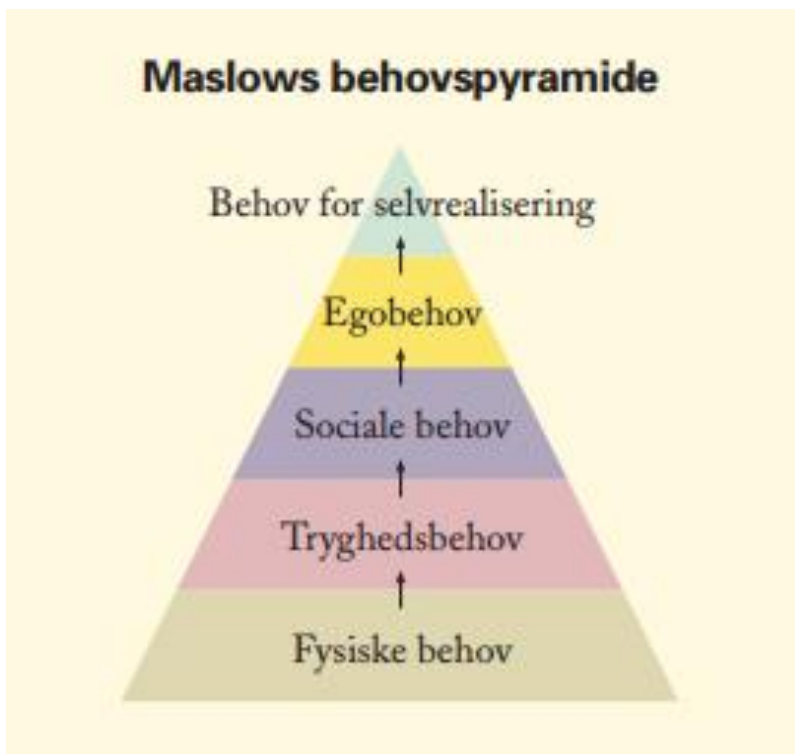 Maslows behovspyramide
Behov for selvrealisering
Egobehov
Sociale behov
Tryghedsbehov
Fysiske behov